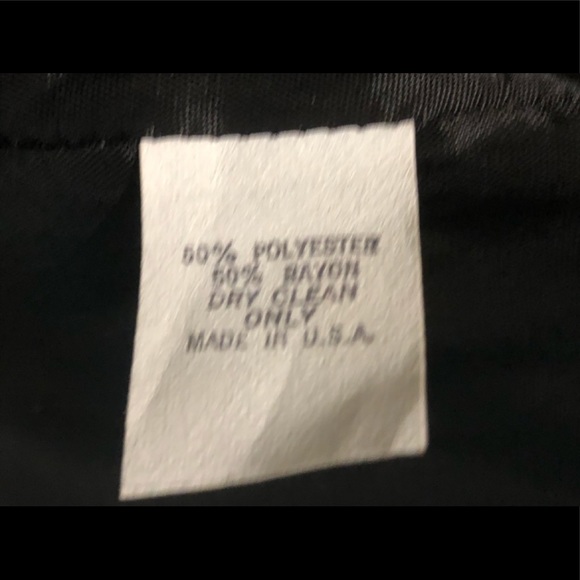 50% POLYESTER
50% RAYON
DRY CLEAN
ONLY
MADE IN U.S.A.